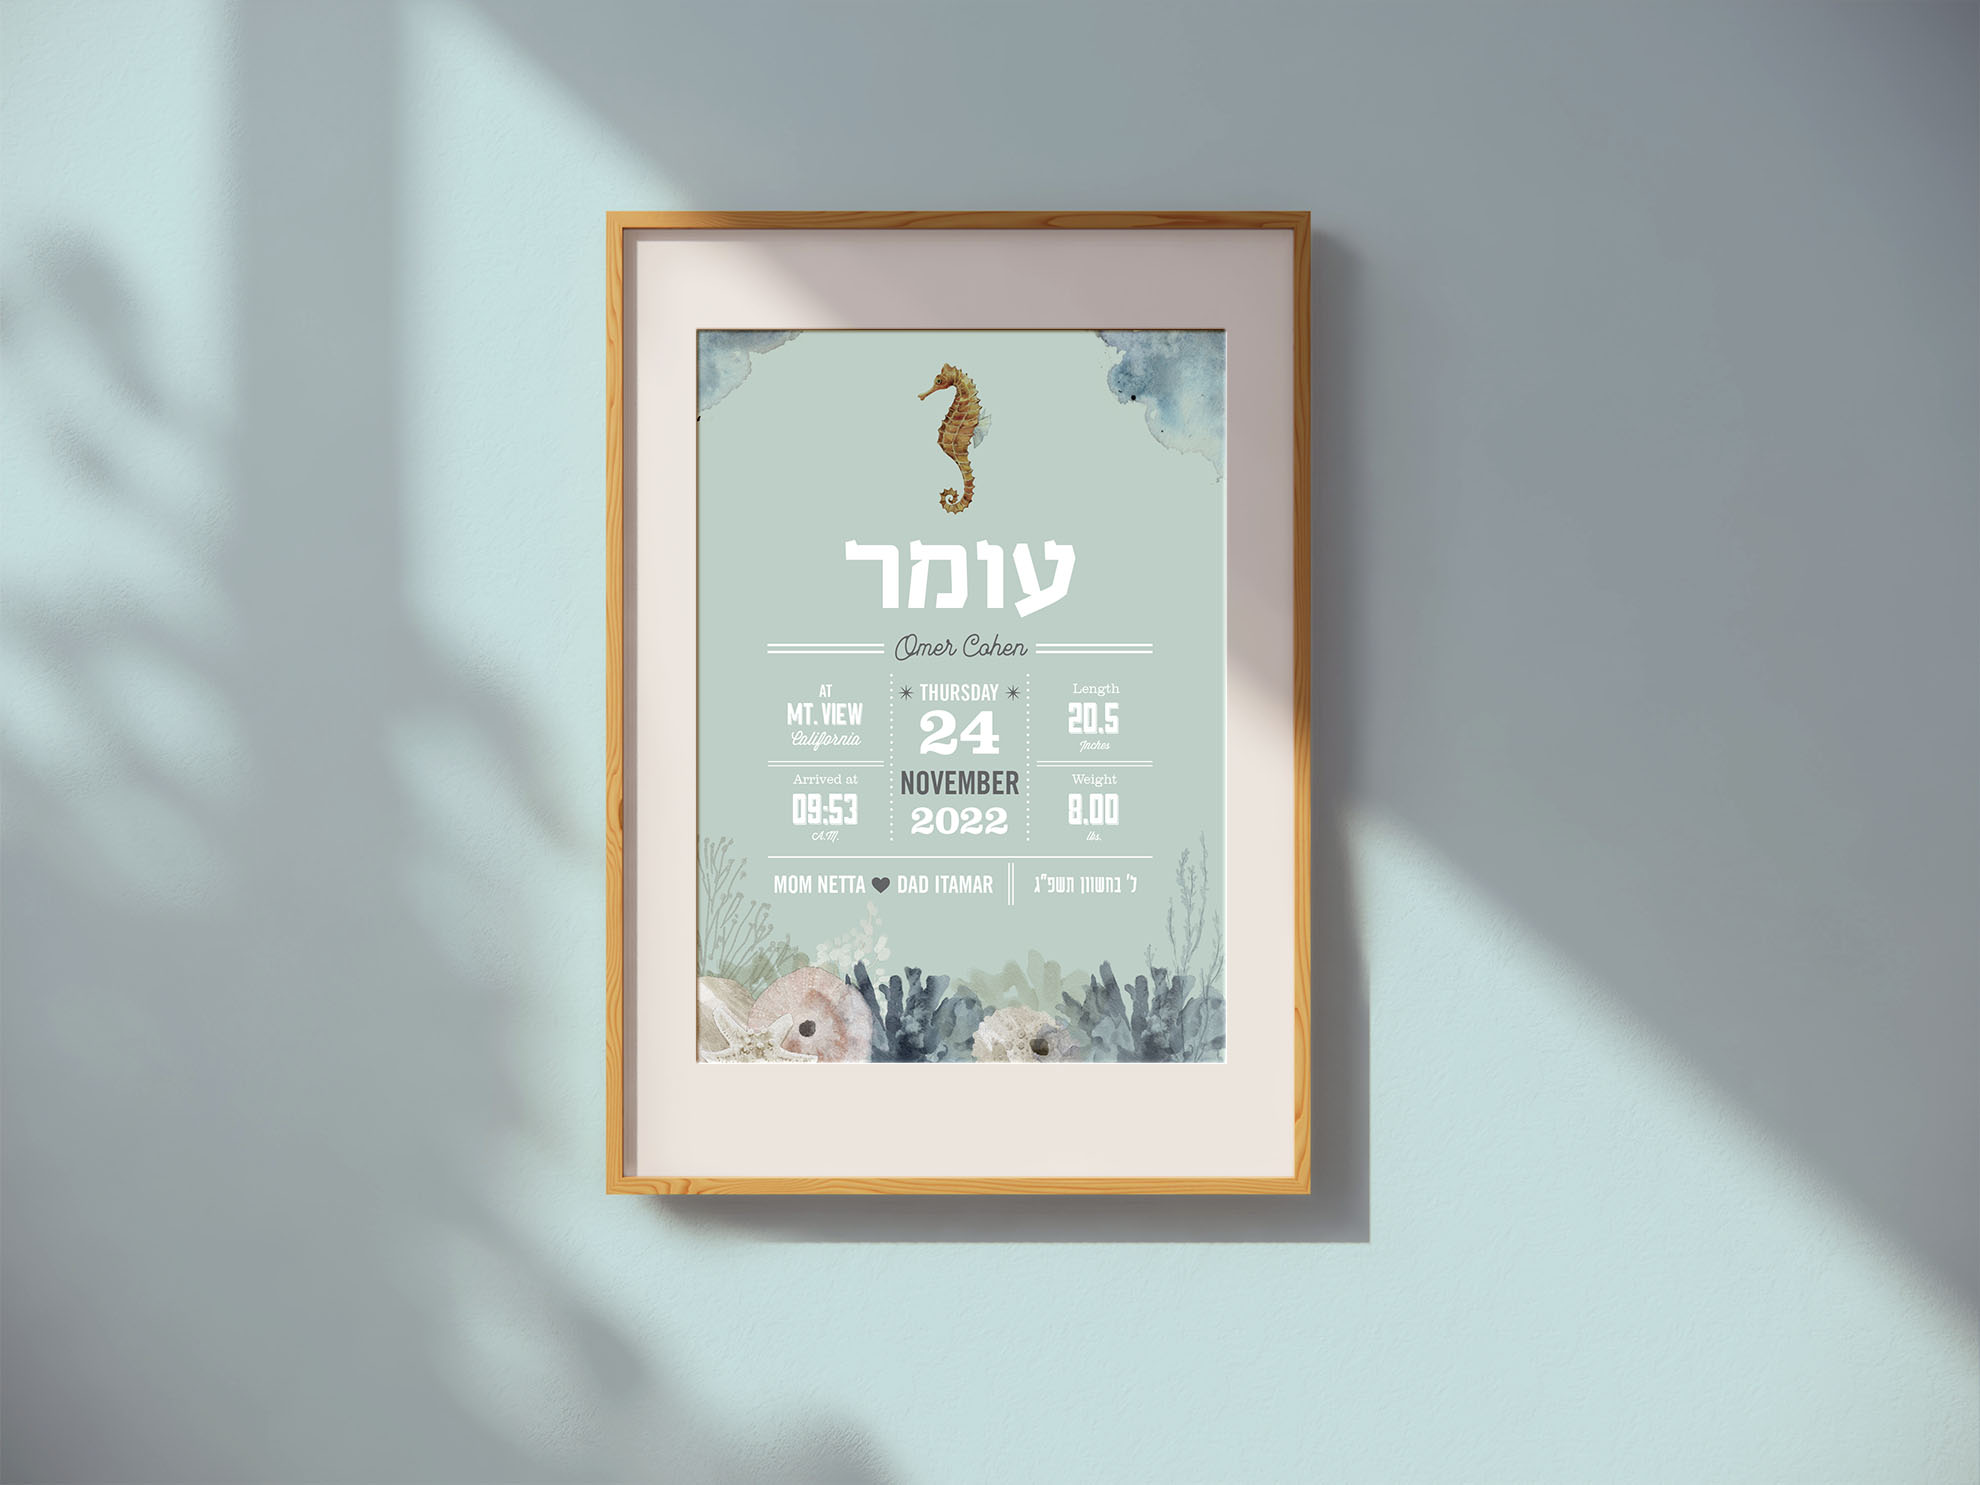 עומר
Omer Cohen
AT
MT. VIEW
California
Arrived at
09:53
A.M.
THURSDAY
24
NOVEMBER
2022
Length
20.5
Inches
Weight
8.00
lbs.
MOM NETTA ♥ DAD ITAMAR
ל' בחשוון תשפ"ג